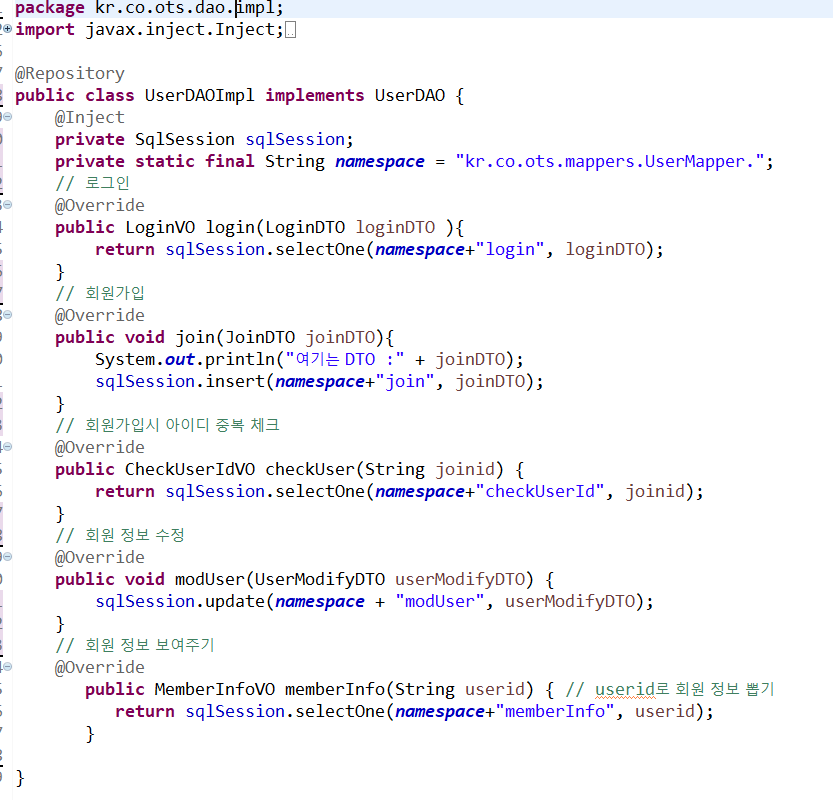 package kr.co.ots.dao.impl;
import javax.inject.Inject;
@Repository
public class UserDAOImpl implements UserDAO {
    @Inject
    private SqlSession sqlSession;
    private static final String namespace = "kr.co.ots.mappers.UserMapper.";
    // 로그인
    @Override
    public LoginVO login(LoginDTO loginDTO ){
        return sqlSession.selectOne(namespace+"login", loginDTO);
    }
    // 회원가입
    @Override
    public void join(JoinDTO joinDTO){
        System.out.println("여기는 DTO :" + joinDTO);
        sqlSession.insert(namespace+"join", joinDTO);
    }
    // 회원가입시 아이디 중복 체크
    @Override
    public CheckUserIdVO checkUser(String joinid) {
        return sqlSession.selectOne(namespace+"checkUserId", joinid);
    }
    // 회원 정보 수정
    @Override
    public void modUser(UserModifyDTO userModifyDTO) {
        sqlSession.update(namespace + "modUser", userModifyDTO);
    }
    // 회원 정보 보여주기
    @Override
       public MemberInfoVO memberInfo(String userid) { // userid로 회원 정보 뽑기
          return sqlSession.selectOne(namespace+"memberInfo", userid);
       }
}